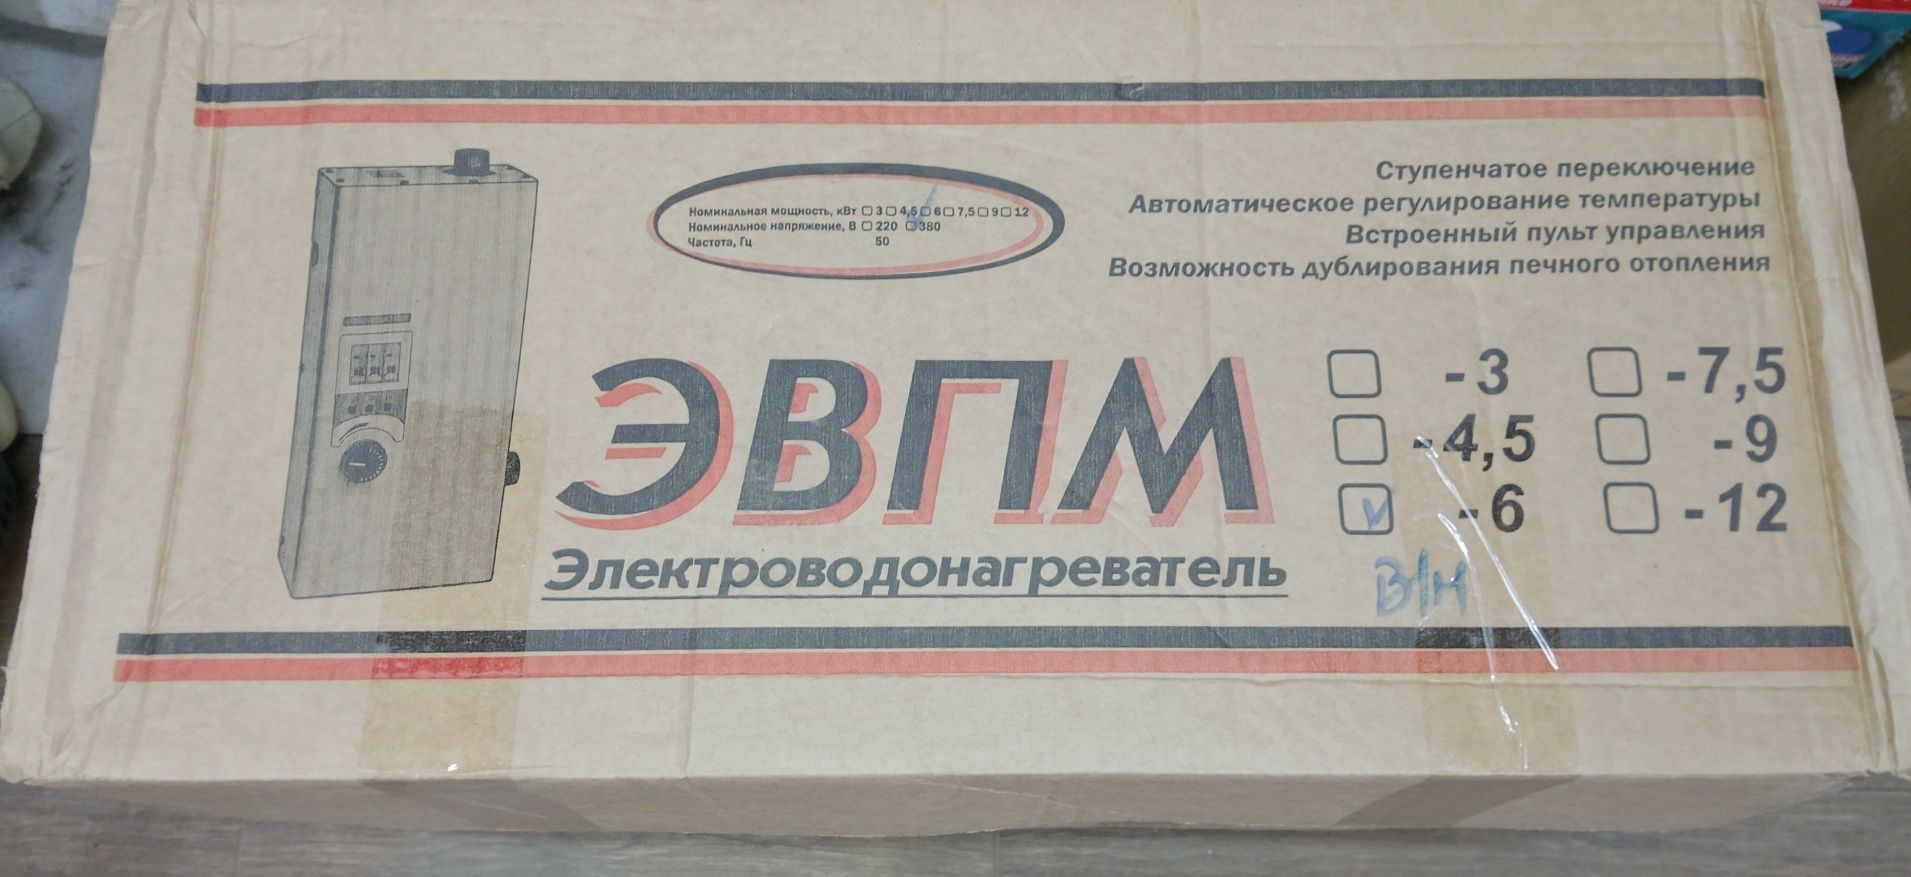 Номинальная мощность, кВт 3 4,5 6 7,5 9 12
Номинальное напряжение, В 220 380
Частота, Гц 50
Ступенчатое переключение
Автоматическое регулирование температуры
Встроенный пульт управления
Возможность дублирования печного отопления
ЭВПМ
Электроводонагреватель
-3 -7,5
-4,5 -9
-6 -12
В/Н